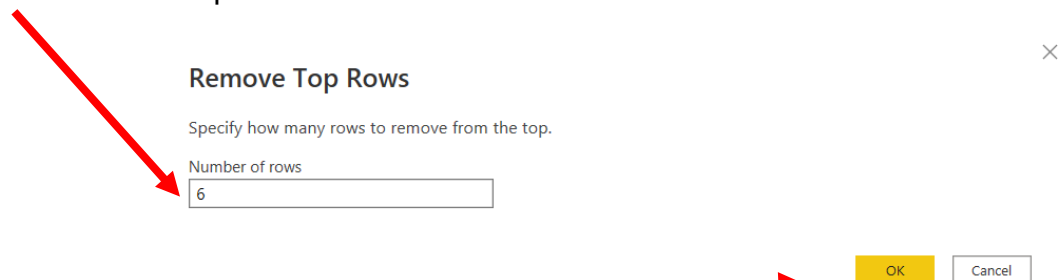 Remove Top Rows
Specify how many rows to remove from the top.
Number of rows
6
OK
Cancel